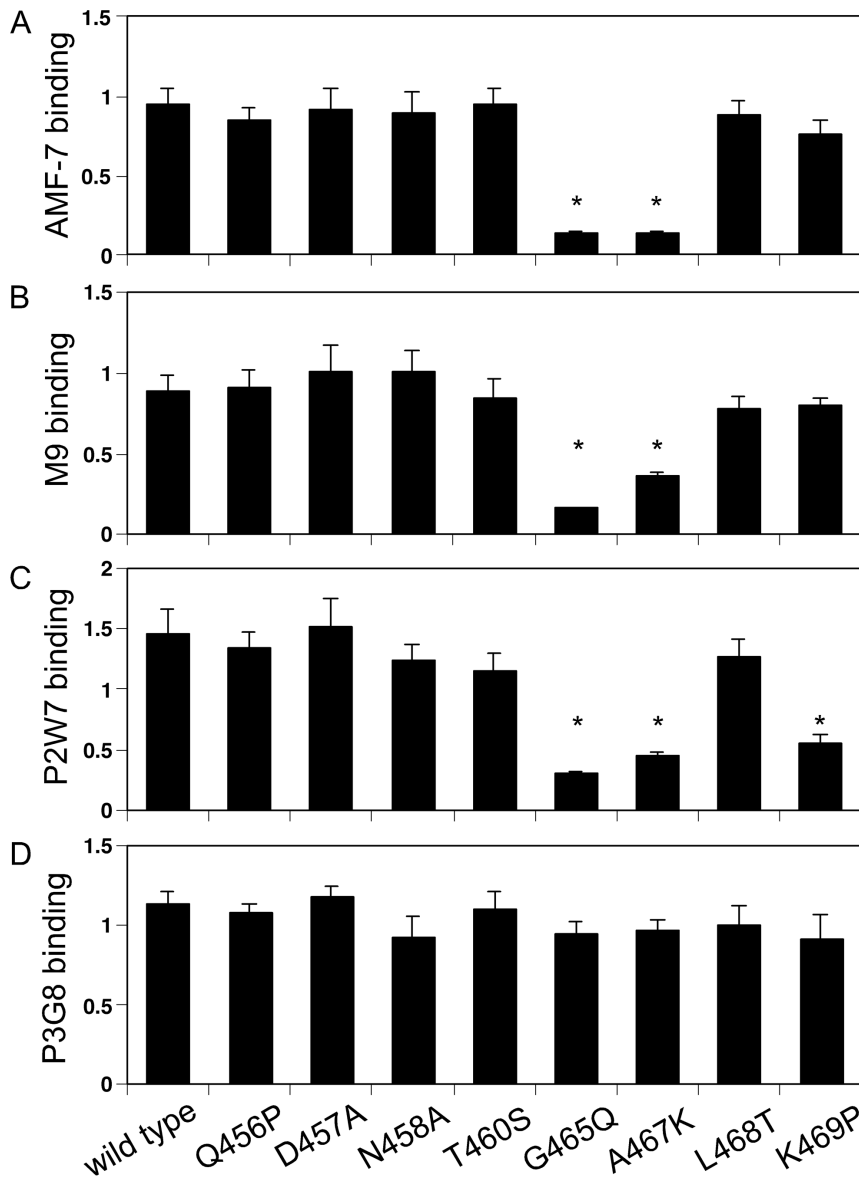 A
AMF-7 binding
1.5
1
0.5
0
* *
B
M9 binding
1.5
1
0.5
0
* *
C
P2W7 binding
2
1.5
1
0.5
0
* * *
D
P3G8 binding
1.5
1
0.5
0
wild type
Q456P
D457A
N458A
T460S
G465Q
A467K
L468T
K469P